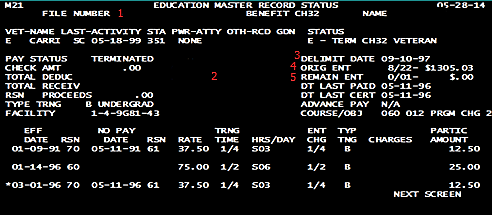 M21 EDUCATION MASTER RECORD STATUS 05-28-14
FILE NUMBER 1 BENEFIT CH32 NAME
VET-NAME LAST-ACTIVITY STA PWR-ATTY OTH-RCD GDN STATUS
E CARRI SC 05-18-99 351 NONE E - TERM CH32 VETERAN
PAY STATUS TERMINATED 3 DELIMIT DATE 09-10-97
CHECK AMT .00 4 ORIG ENT 8/22- $1305.03
TOTAL DEDUC 2 5 REMAIN ENT 0/01- $.00
TOTAL RECEIV DT LAST PAID 05-11-96
RSN PROCEEDS .00 DT LAST CERT 05-11-96
TYPE TRNG B UNDERGRAD ADVANCE PAY N/A
FACILITY 1-4-9G81-43 COURSE/OBJ 060 012 PRGM CHG 2
EFF NO PAY TRNG ENT TYP PARTIC
DATE RSN DATE RSN RATE TIME HRS/DAY CHG TNG CHARGES AMOUNT
01-09-91 70 05-11-91 61 37.50 1/4 S03 1/4 B 12.50
01-14-96 60 75.00 1/2 S06 1/2 B 25.00
*03-01-96 70 05-11-96 61 37.50 1/4 S03 1/4 B 12.50
NEXT SCREEN